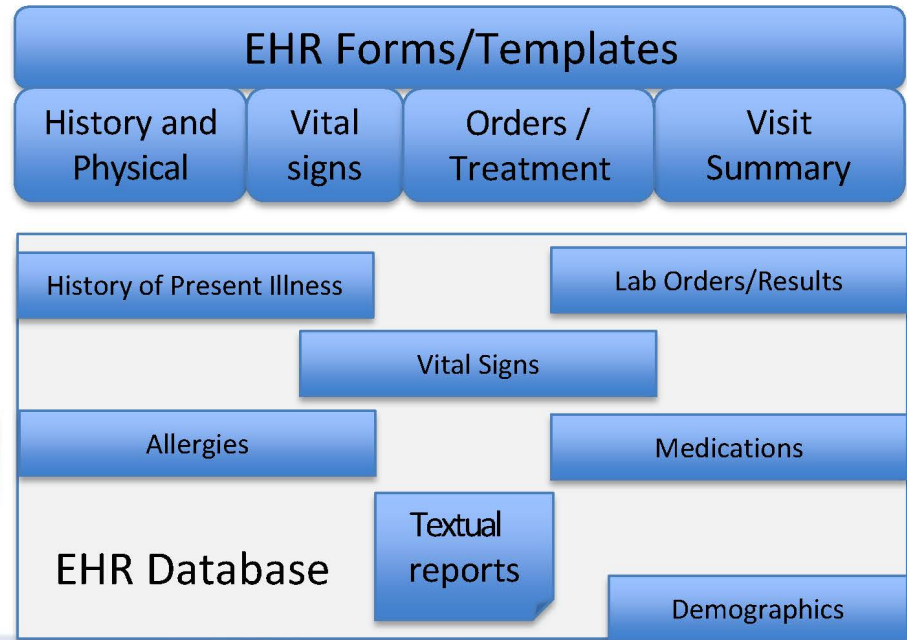 EHR Forms/Templates
History and
Physical
Vital
signs
Orders /
Treatment
Visit
Summary
History of Present Illness
Lab Orders/Results
Vital Signs
Allergies
Medications
Textual
reports
EHR Database
Demographics